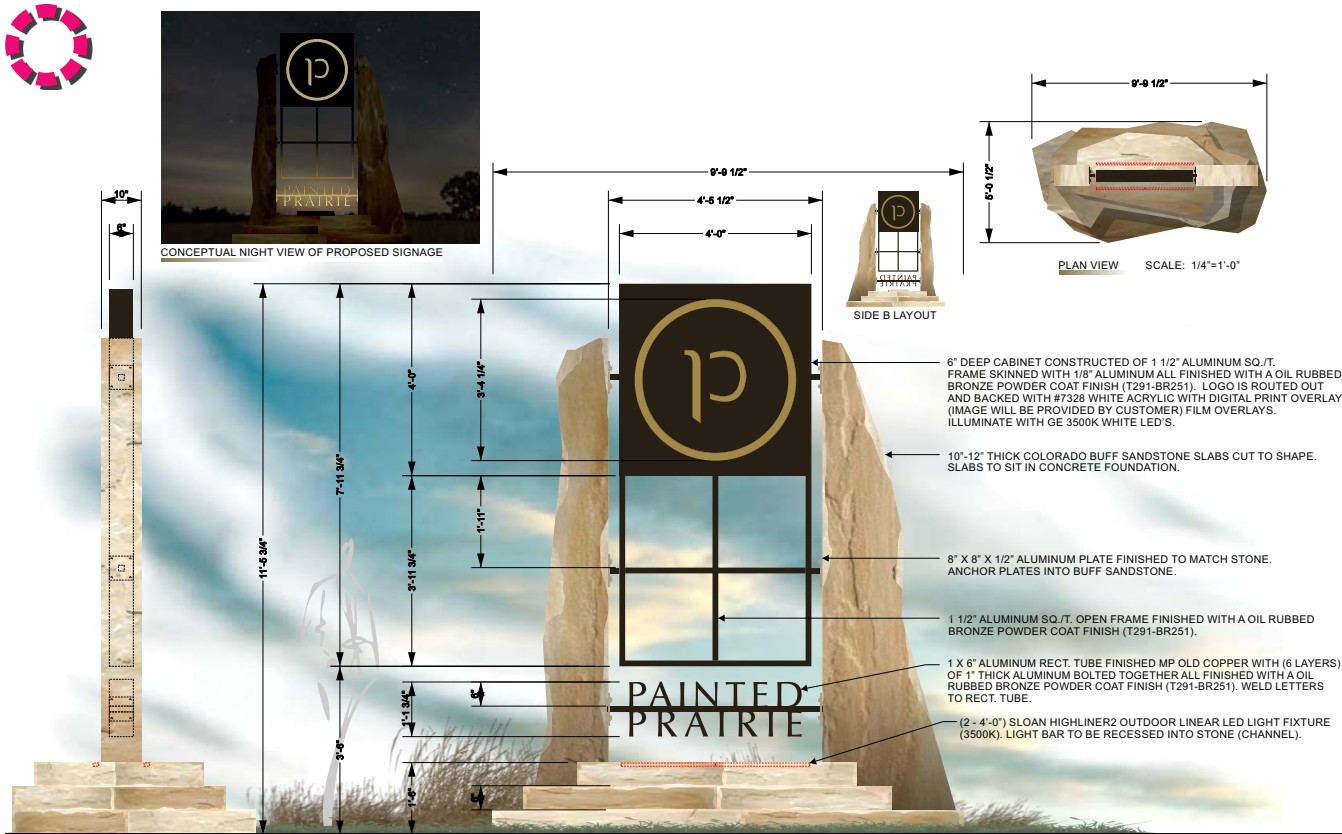 PAINTED
PRAIRIE
CONCEPTUAL NIGHT VIEW OF PROPOSED SIGNAGE
10"
6"
9'-9 1/2"
4'-5 1/2"
4'-0"
PAINTED
PRAIRIE
SIDE B LAYOUT
9'-9 1/2"
5'-0 1/2"
PLAN VIEW SCALE: 1/4"=1'-0"
11'-5 3/4"
7'-11 3/4"
4'-0"
3'-4 1/4"
3'-11 3/4"
1'-11"
3'-6"
1'-1 3/4"
6"
1'-6"
6"
p
PAINTED
PRAIRIE
6" DEEP CABINET CONSTRUCTED OF 1 1/2" ALUMINUM SQ./T.
FRAME SKINNED WITH 1/8" ALUMINUM ALL FINISHED WITH A OIL RUBBED
BRONZE POWDER COAT FINISH (T291-BR251). LOGO IS ROUTED OUT
AND BACKED WITH #7328 WHITE ACRYLIC WITH DIGITAL PRINT OVERLAY
(IMAGE WILL BE PROVIDED BY CUSTOMER) FILM OVERLAYS.
ILLUMINATE WITH GE 3500K WHITE LED'S.
10"-12" THICK COLORADO BUFF SANDSTONE SLABS CUT TO SHAPE.
SLABS TO SIT IN CONCRETE FOUNDATION.
8" X 8" X 1/2" ALUMINUM PLATE FINISHED TO MATCH STONE.
ANCHOR PLATES INTO BUFF SANDSTONE.
1 1/2" ALUMINUM SQ./T. OPEN FRAME FINISHED WITH A OIL RUBBED
BRONZE POWDER COAT FINISH (T291-BR251).
1 X 6" ALUMINUM RECT. TUBE FINISHED MP OLD COPPER WITH (6 LAYERS)
OF 1" THICK ALUMINUM BOLTED TOGETHER ALL FINISHED WITH A OIL
RUBBED BRONZE POWDER COAT FINISH (T291-BR251). WELD LETTERS
TO RECT. TUBE.
(2 - 4'-0") SLOAN HIGHLINER2 OUTDOOR LINEAR LED LIGHT FIXTURE
(3500K). LIGHT BAR TO BE RECESSED INTO STONE (CHANNEL).